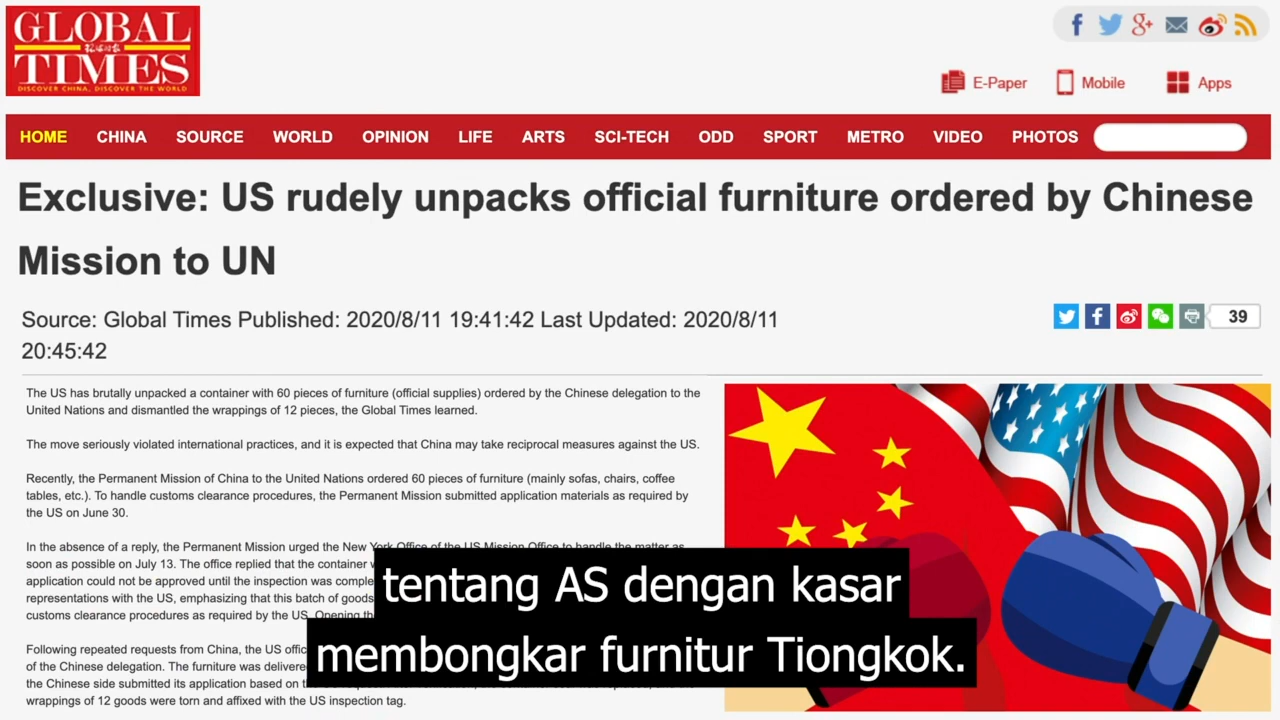 GLOBAL
环球时报
TIMES
DISCOVER CHINA, DISCOVER THE WORLD
E-Paper
Mobile
Apps
HOME CHINA SOURCE WORLD OPINION LIFE ARTS SCI-TECH ODD SPORT METRO VIDEO PHOTOS
Exclusive: US rudely unpacks official furniture ordered by Chinese
Mission to UN
Source: Global Times Published: 2020/8/11 19:41:42 Last Updated: 2020/8/11
20:45:42
39
The US has brutally unpacked a container with 60 pieces of furniture (official supplies) ordered by the Chinese delegation to the
United Nations and dismantled the wrappings of 12 pieces, the Global Times learned.
The move seriously violated international practices, and it is expected that China may take reciprocal measures against the US.
Recently, the Permanent Mission of China to the United Nations ordered 60 pieces of furniture (mainly sofas, chairs, coffee
tables, etc.). To handle customs clearance procedures, the Permanent Mission submitted application materials as required by
the US on June 30.
In the absence of a reply, the Permanent Mission urged the New York Office of the US Mission Office to handle the matter as
soon as possible on July 13. The office replied that the container
application could not be approved until the inspection was
representations with the US, emphasizing that this batch of goods
customs clearance procedures as required by the US. Opening
Following repeated requests from China, the US
of the Chinese delegation. The furniture was
the Chinese side submitted its application based on
wrappings of 12 goods were torn and affixed with the US inspection tag.
tentang AS dengan kasar
membongkar furnitur Tiongkok.